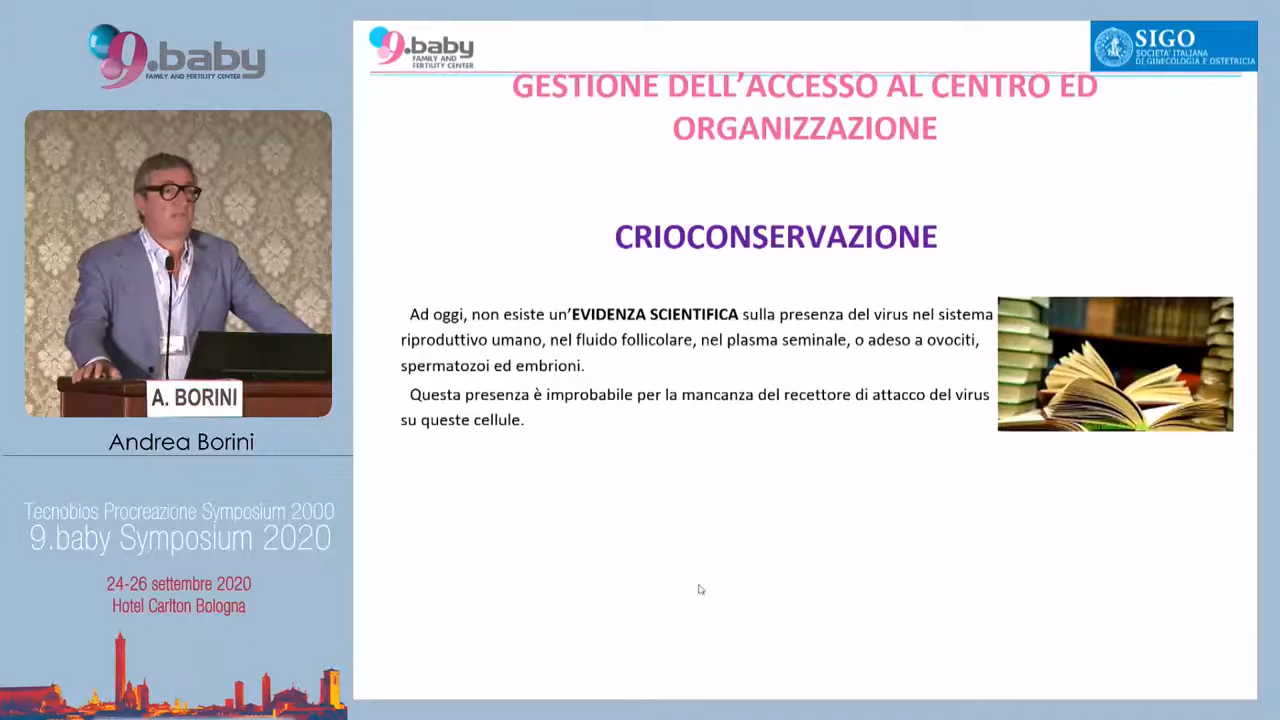 9.baby
FAMILY AND FERTILITY CENTER
A. BORINI
Andrea Borini
Tecnobios Procreazione Symposium 2000
9.baby Symposium 2020
24-26 settembre 2020
Hotel Carlton Bologna
9.baby
FAMILY AND
FERTILITY CENTER
SIGO
SOCIETA' ITALIANA
DI GINECOLOGIA E OSTETRICIA
GESTIONE DELL'ACCESSO AL CENTRO ED
ORGANIZZAZIONE
CRIOCONSERVAZIONE
Ad oggi, non esiste un'EVIDENZA SCIENTIFICA sulla presenza del virus nel sistema
riproduttivo umano, nel fluido follicolare, nel plasma seminale, o adeso a ovociti,
spermatozoi ed embrioni.
Questa presenza è improbabile per la mancanza del recettore di attacco del virus
su queste cellule.